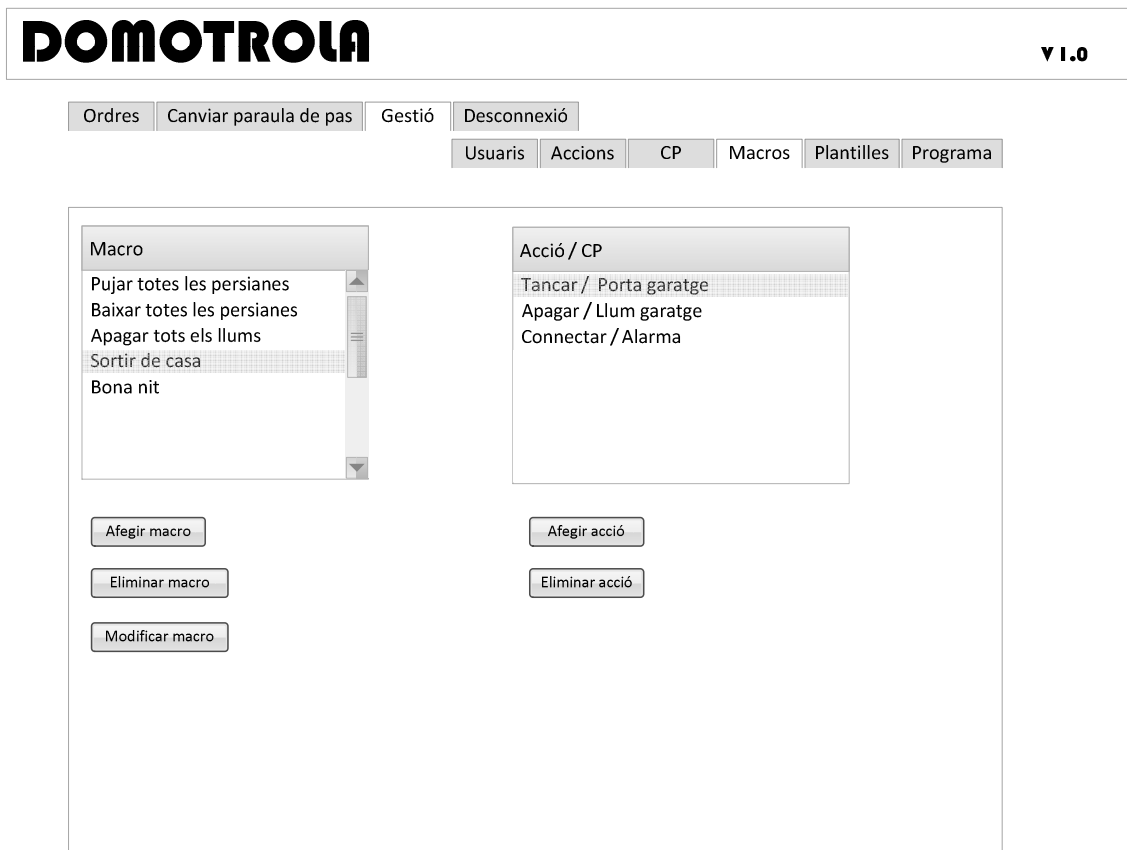 DOMOTROLA
V 1.0
Ordres Canviar paraula de pas Gestió Desconnexió
Usuaris Accions CP Macros Plantilles Programa
Macro
Pujar totes les persianes
Baixar totes les persianes
Apagar tots els llums
Sortir de casa
Bona nit
Acció / CP
Tancar / Porta garatge
Apagar / Llum garatge
Connectar / Alarma
Afegir macro
Eliminar macro
Modificar macro
Afegir acció
Eliminar acció